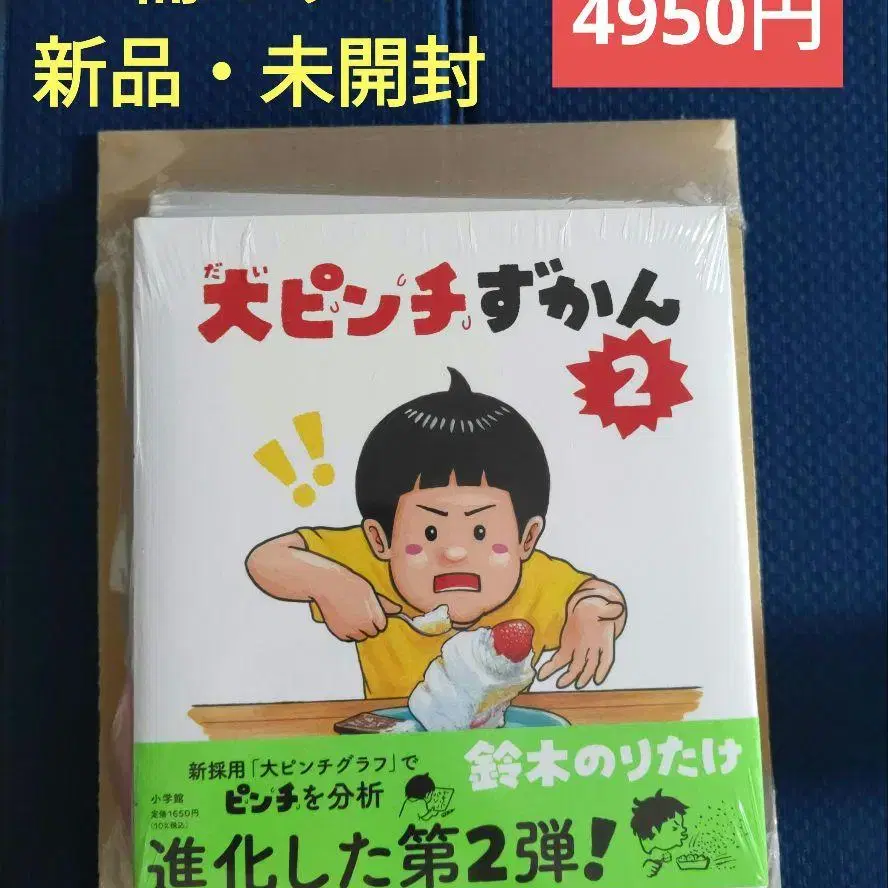 4950円
新品・未開封
だい
大ピンチずかん
2
鈴木のりたけ
新採用「大ピンチグラフ」で
ピンチを分析
小学館
定価1650円
(10%税込)
進化した第2弾!